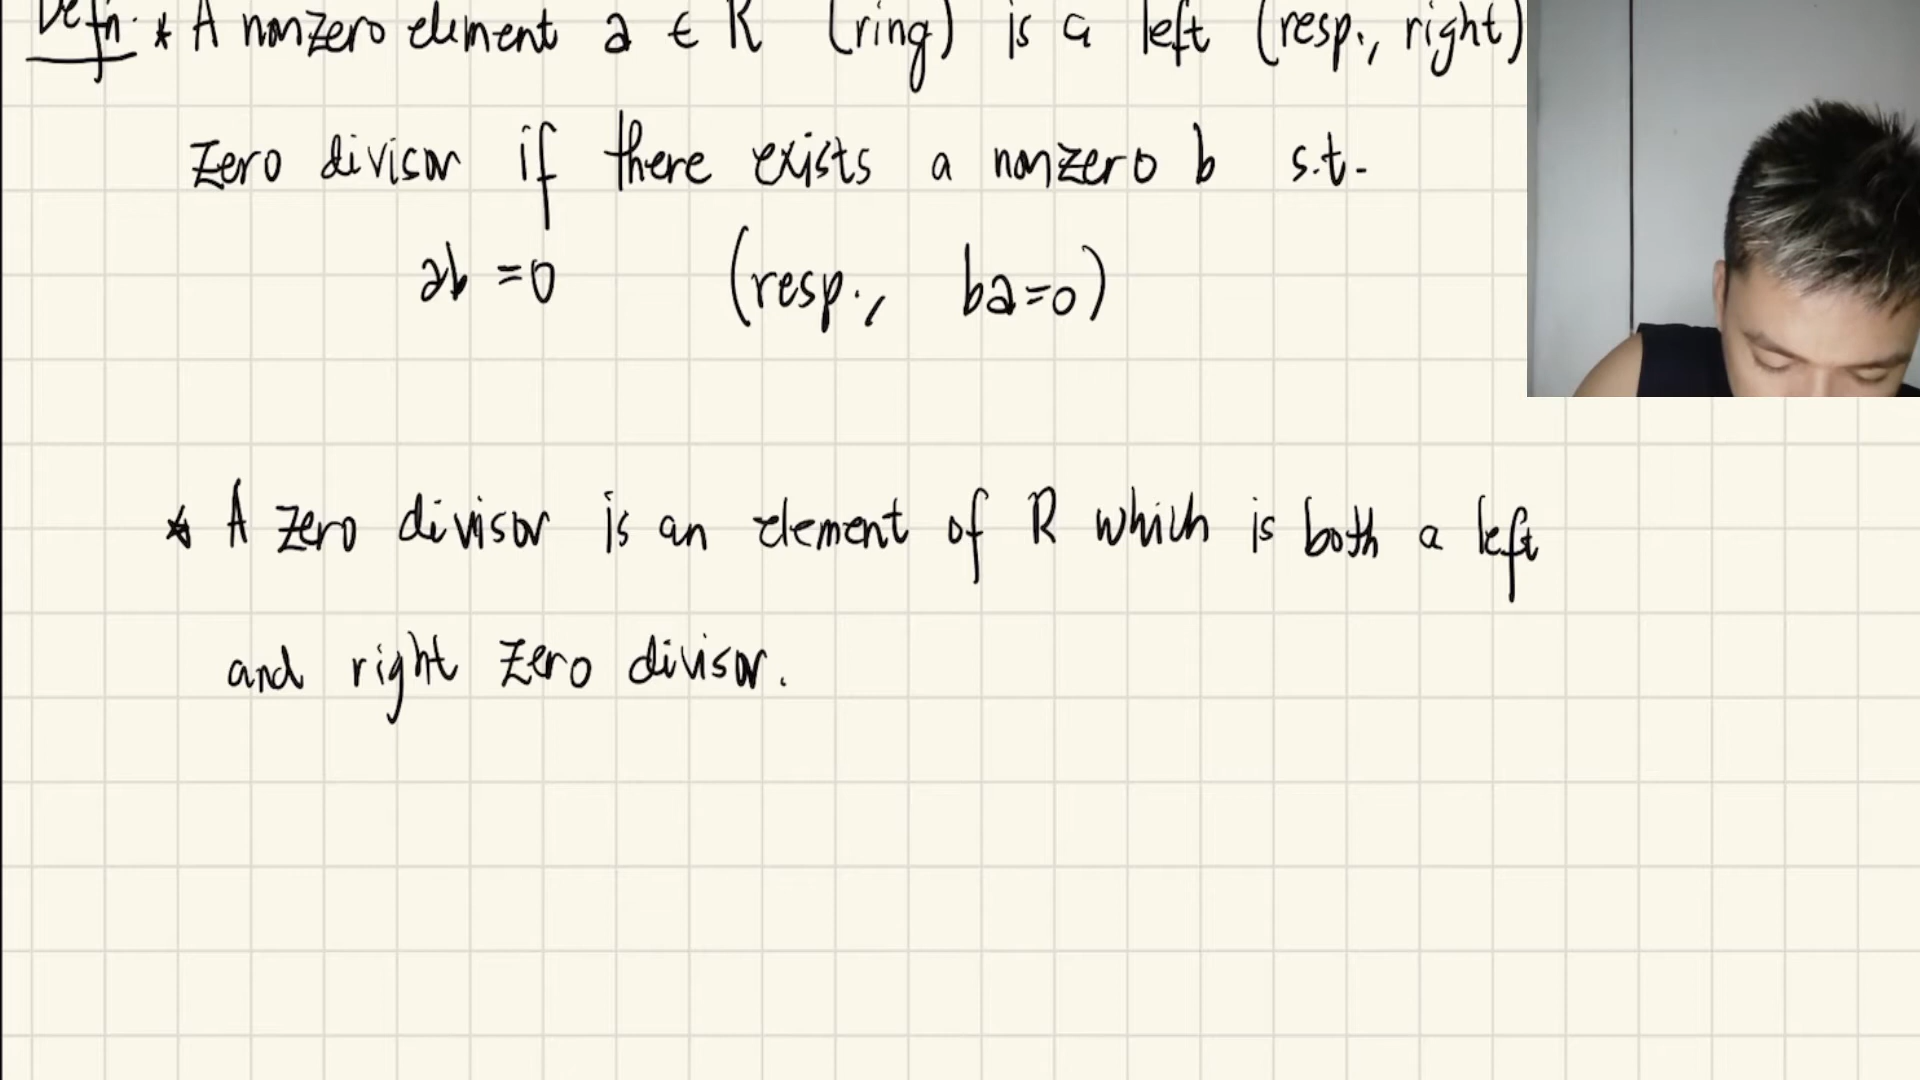 Defn. * A nonzero element a ∈ R (ring) is a left (resp., right)
zero divisor if there exists a nonzero b s.t.
ab = 0 (resp., ba = 0)
* A zero divisor is an element of R which is both a left
and right zero divisor.